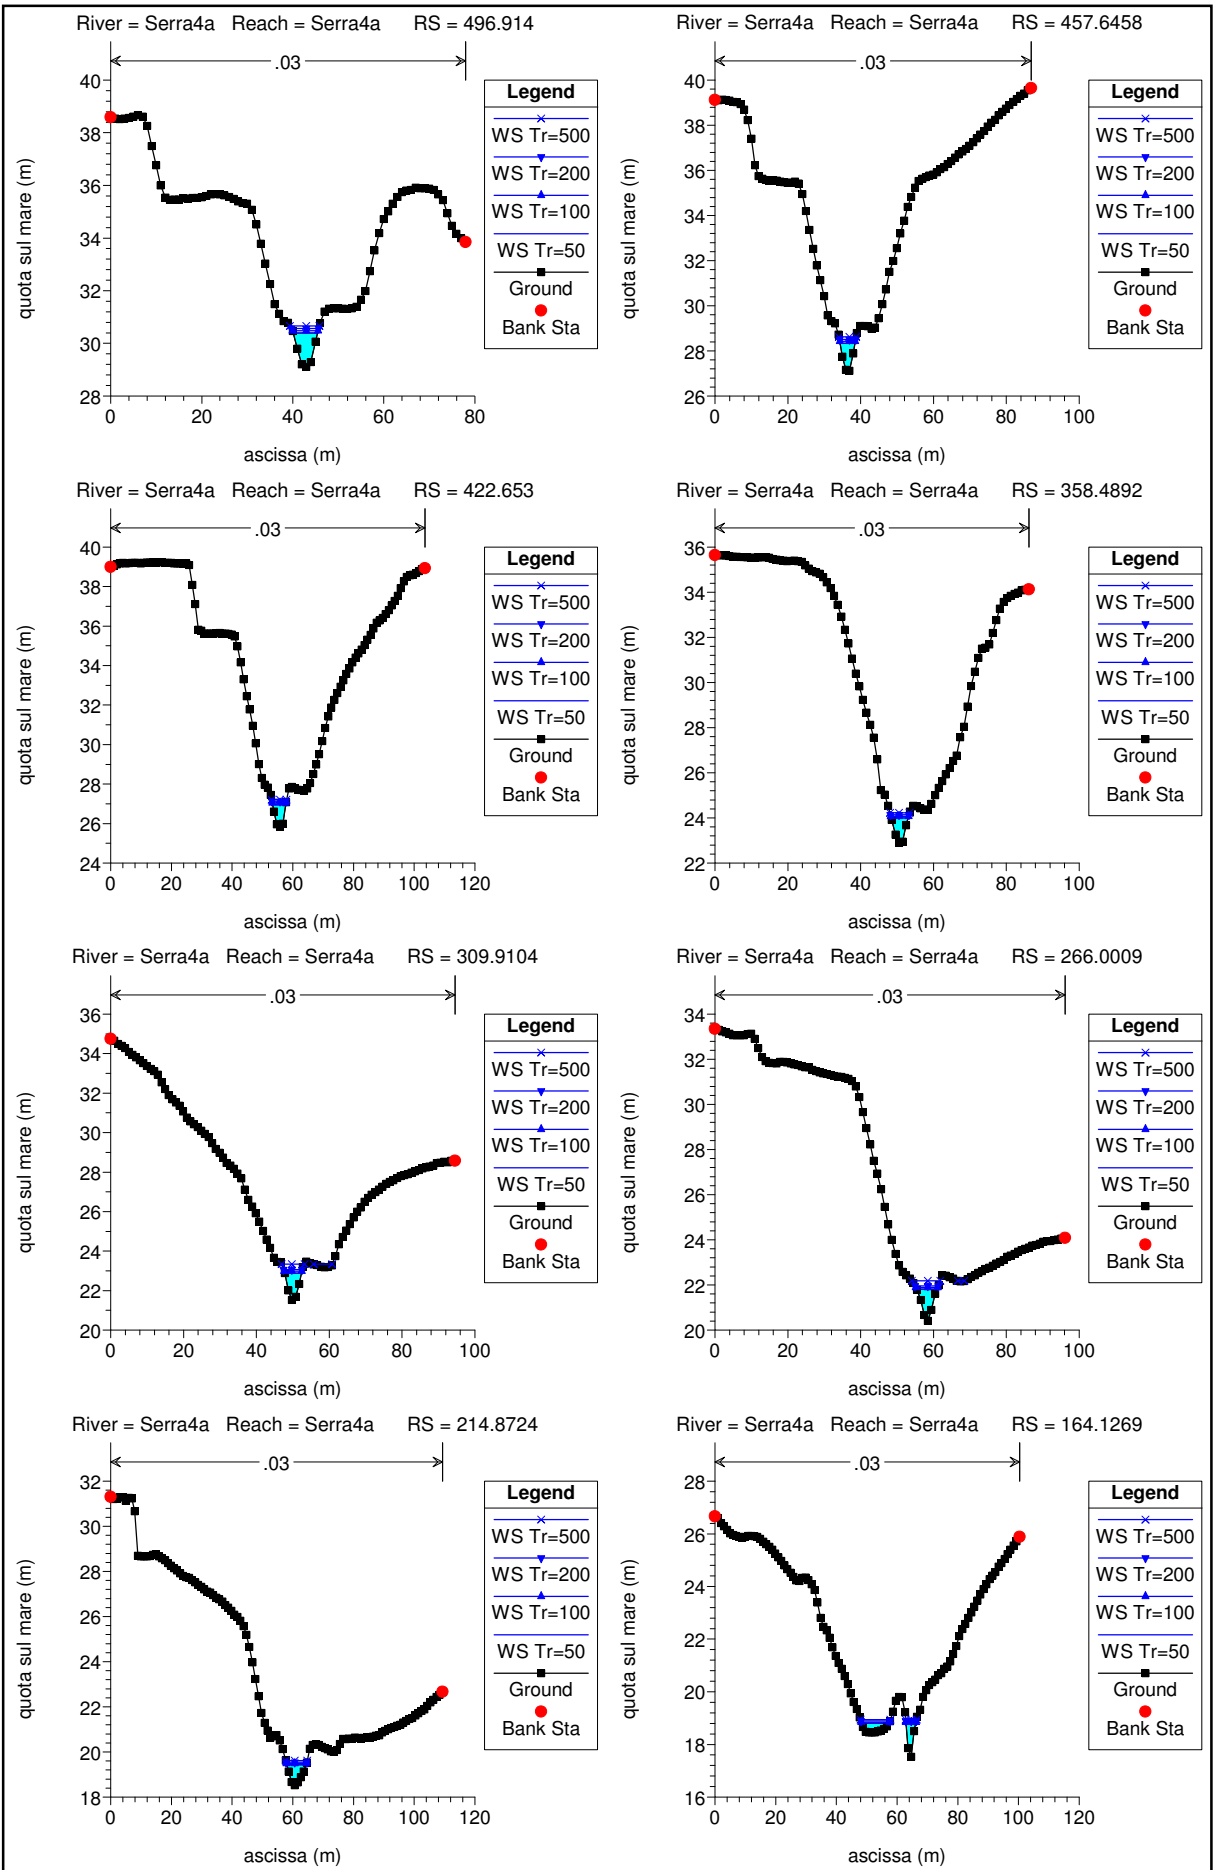 River = Serra4a Reach = Serra4a RS = 496.914
.03
40
38
36
34
32
30
28
0 20 40 60 80
quota sul mare (m)
ascissa (m)
Legend
WS Tr=500
WS Tr=200
WS Tr=100
WS Tr=50
Ground
Bank Sta
River = Serra4a Reach = Serra4a RS = 457.6458
.03
40
38
36
34
32
30
28
26
0 20 40 60 80 100
quota sul mare (m)
ascissa (m)
Legend
WS Tr=500
WS Tr=200
WS Tr=100
WS Tr=50
Ground
Bank Sta
River = Serra4a Reach = Serra4a RS = 422.653
.03
40
38
36
34
32
30
28
26
24
0 20 40 60 80 100 120
quota sul mare (m)
ascissa (m)
Legend
WS Tr=500
WS Tr=200
WS Tr=100
WS Tr=50
Ground
Bank Sta
River = Serra4a Reach = Serra4a RS = 358.4892
.03
36
34
32
30
28
26
24
22
0 20 40 60 80 100
quota sul mare (m)
ascissa (m)
Legend
WS Tr=500
WS Tr=200
WS Tr=100
WS Tr=50
Ground
Bank Sta
River = Serra4a Reach = Serra4a RS = 309.9104
.03
36
34
32
30
28
26
24
22
20
0 20 40 60 80 100
quota sul mare (m)
ascissa (m)
Legend
WS Tr=500
WS Tr=200
WS Tr=100
WS Tr=50
Ground
Bank Sta
River = Serra4a Reach = Serra4a RS = 266.0009
.03
34
32
30
28
26
24
22
20
0 20 40 60 80 100
quota sul mare (m)
ascissa (m)
Legend
WS Tr=500
WS Tr=200
WS Tr=100
WS Tr=50
Ground
Bank Sta
River = Serra4a Reach = Serra4a RS = 214.8724
.03
32
30
28
26
24
22
20
18
0 20 40 60 80 100 120
quota sul mare (m)
ascissa (m)
Legend
WS Tr=500
WS Tr=200
WS Tr=100
WS Tr=50
Ground
Bank Sta
River = Serra4a Reach = Serra4a RS = 164.1269
.03
28
26
24
22
20
18
16
0 20 40 60 80 100 120
quota sul mare (m)
ascissa (m)
Legend
WS Tr=500
WS Tr=200
WS Tr=100
WS Tr=50
Ground
Bank Sta